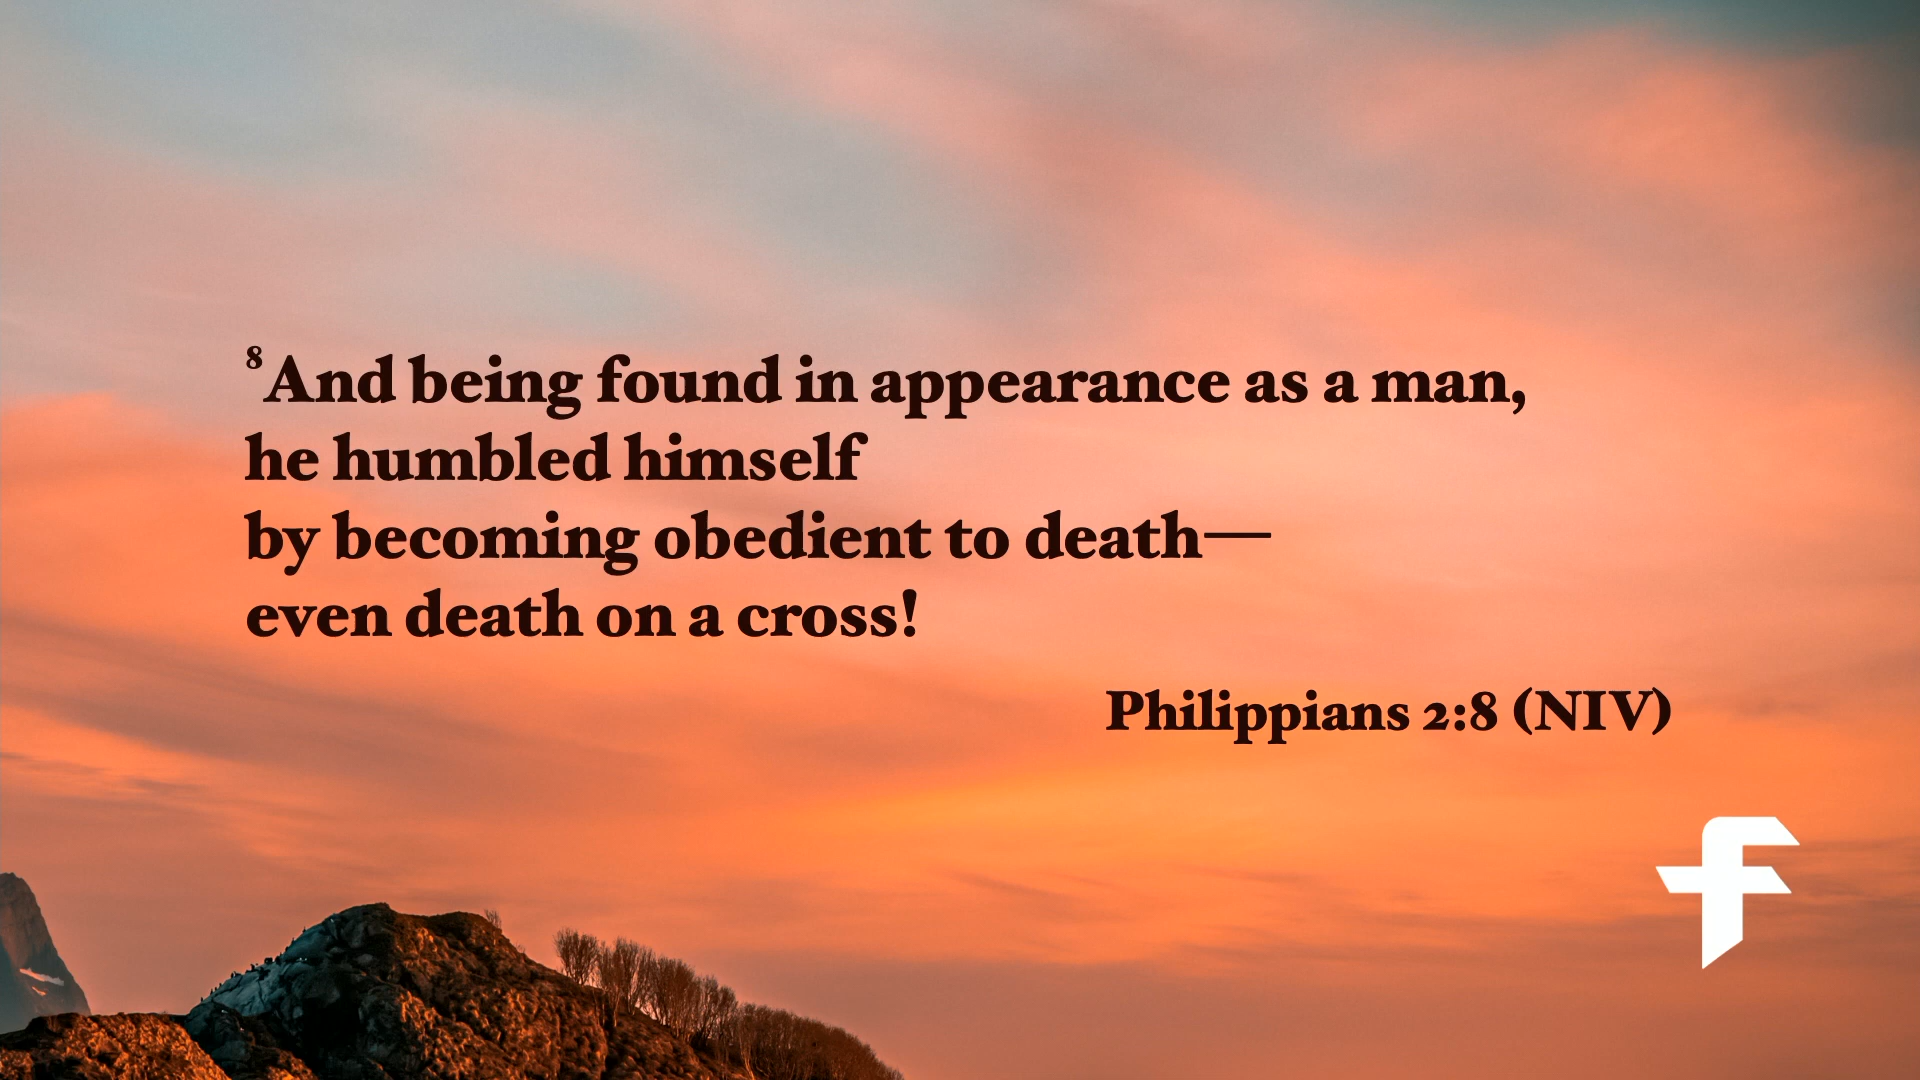 ⁸And being found in appearance as a man,
he humbled himself
by becoming obedient to death—
even death on a cross!
Philippians 2:8 (NIV)